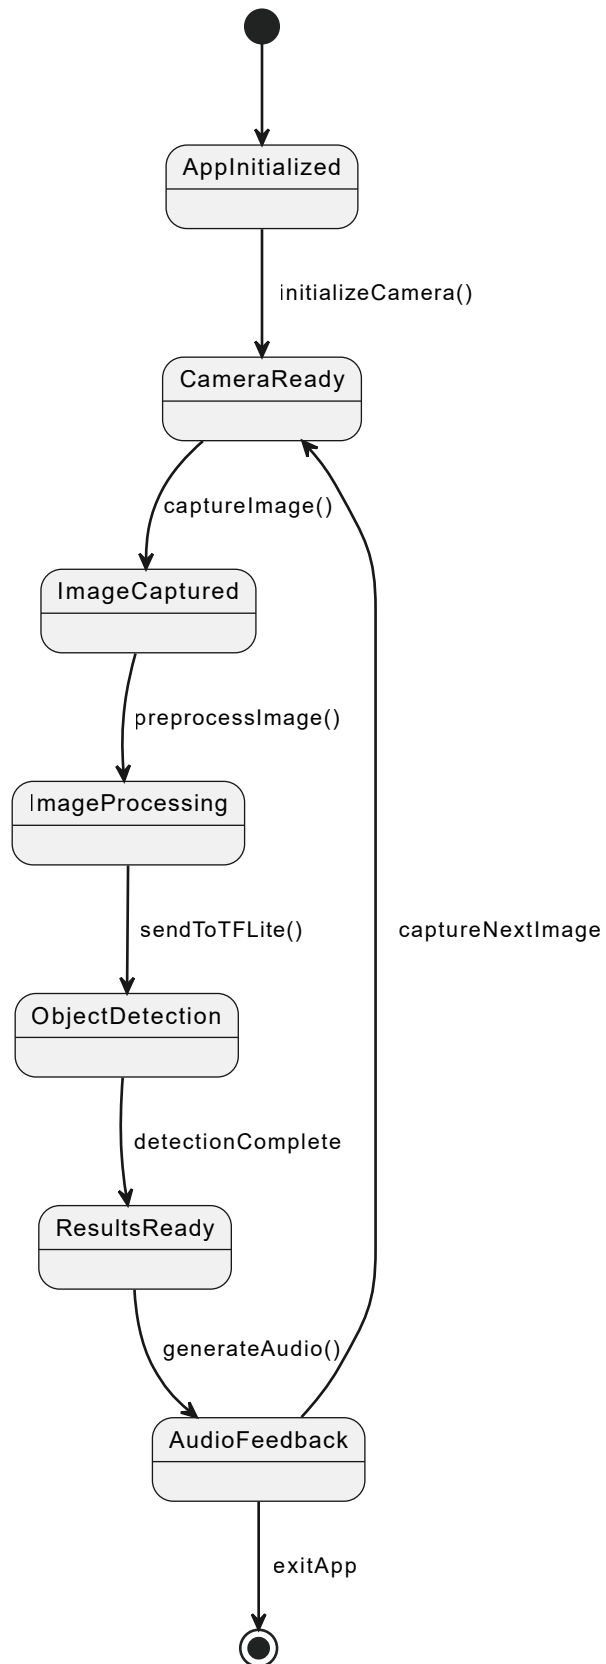 AppInitialized
initializeCamera()
CameraReady
captureImage()
ImageCaptured
preprocessImage()
ImageProcessing
sendToTFLite()
captureNextImage
ObjectDetection
detectionComplete
ResultsReady
generateAudio()
AudioFeedback
exitApp